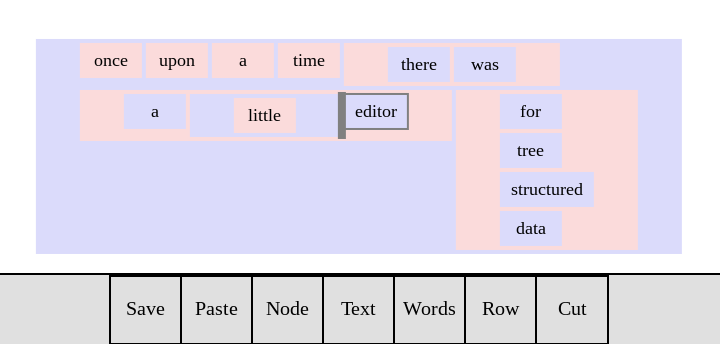 once upon a time there was
a little editor
for
tree
structured
data
Save Paste Node Text Words Row Cut